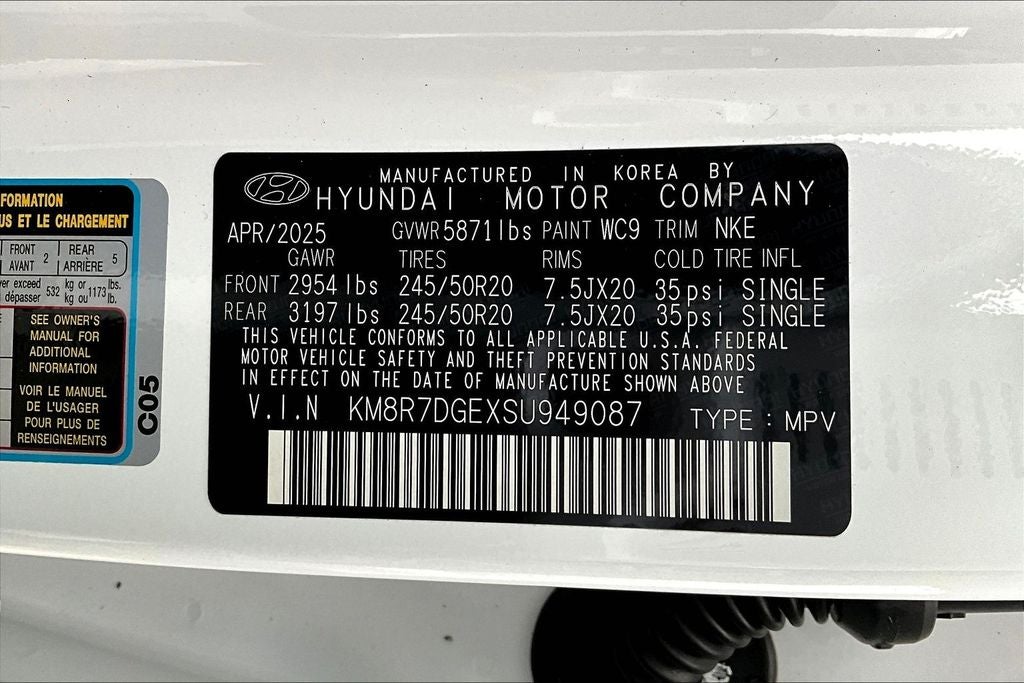 MANUFACTURED IN KOREA BY
HYUNDAI MOTOR COMPANY
APR/2025 GVWR 5871lbs PAINT WC9 TRIM NKE
GAWR TIRES RIMS COLD TIRE INFL
FRONT 2954 lbs 245/50R20 7.5JX20 35psi SINGLE
REAR 3197 lbs 245/50R20 7.5JX20 35psi SINGLE
THIS VEHICLE CONFORMS TO ALL APPLICABLE U.S.A. FEDERAL
MOTOR VEHICLE SAFETY AND THEFT PREVENTION STANDARDS
IN EFFECT ON THE DATE OF MANUFACTURE SHOWN ABOVE
V.I.N KM8R7DGEXSU949087 TYPE : MPV
ET LE CHARGEMENT
FRONT 2 REAR 5
AVANT ARRIÈRE
exceed 532 kg or 1173 lbs.
dépasser kg ou lb.
SEE OWNER'S
MANUAL FOR
ADDITIONAL
INFORMATION
VOIR LE MANUEL
DE L'USAGER
POUR PLUS DE
RENSEIGNEMENTS
C05